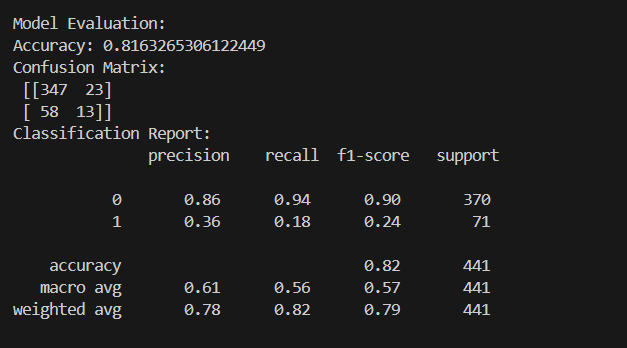 Model Evaluation:
Accuracy: 0.8163265306122449
Confusion Matrix:
 [[347  23]
 [ 58  13]]
Classification Report:
              precision    recall  f1-score   support

           0       0.86      0.94      0.90       370
           1       0.36      0.18      0.24        71

    accuracy                           0.82       441
   macro avg       0.61      0.56      0.57       441
weighted avg       0.78      0.82      0.79       441